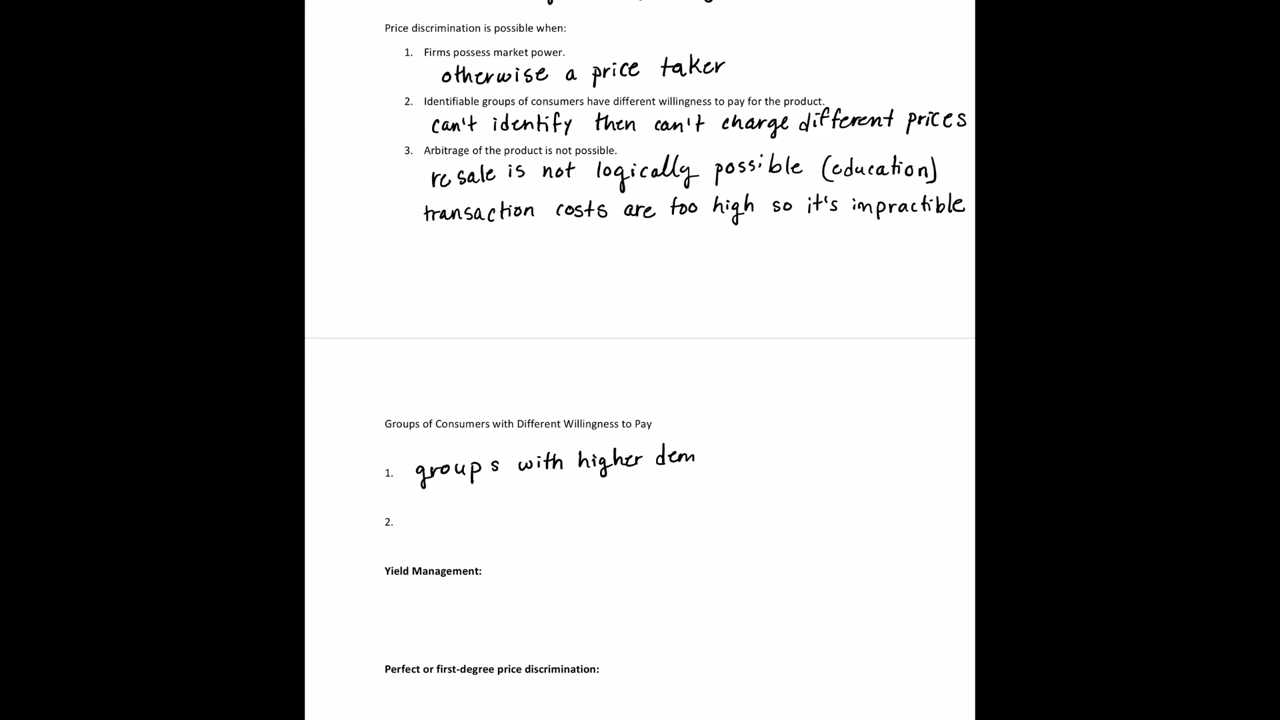 Price discrimination is possible when:
1. Firms possess market power.
otherwise a price taker
2. Identifiable groups of consumers have different willingness to pay for the product.
can't identify then can't charge different prices
3. Arbitrage of the product is not possible.
resale is not logically possible (education)
transaction costs are too high so it's impractible
Groups of Consumers with Different Willingness to Pay
1. groups with higher dem
2.
Yield Management:
Perfect or first-degree price discrimination: